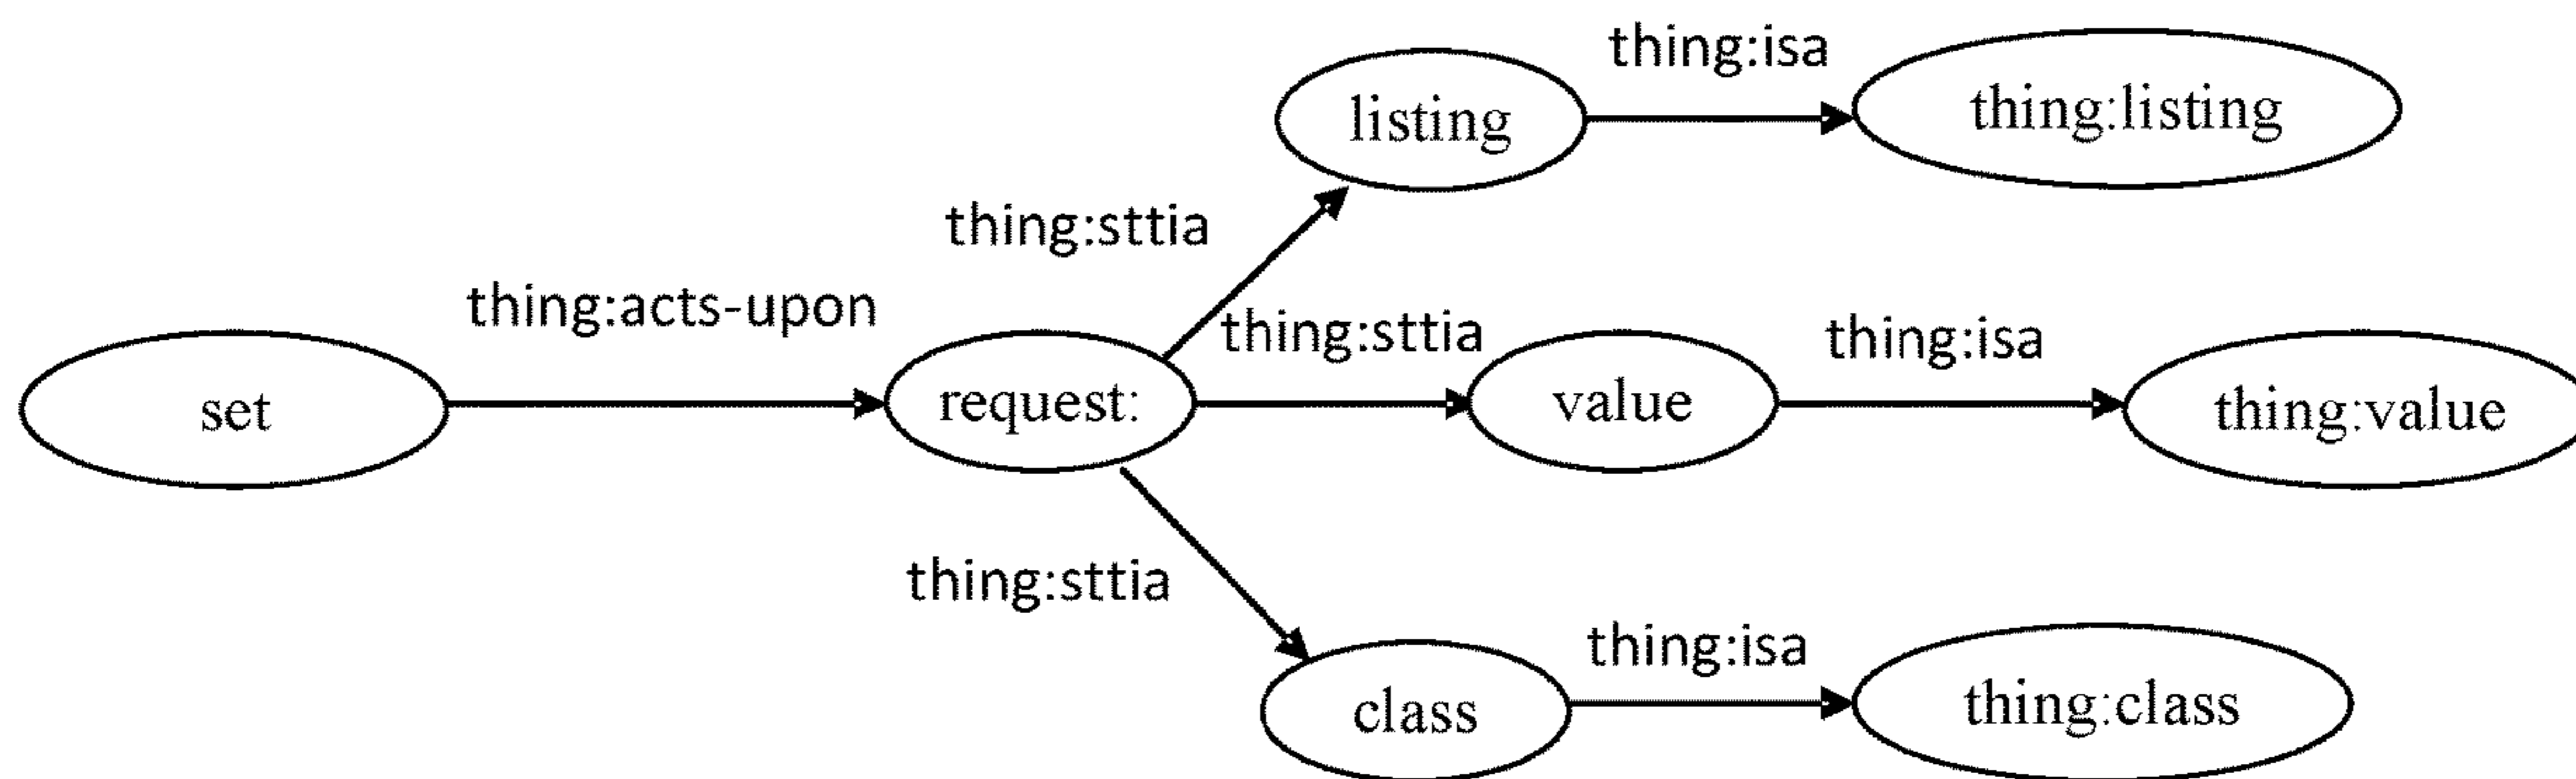 thing:isa
listing
thing:listing
thing:sttia
thing:acts-upon
thing:sttia
thing:isa
set
request:
value
thing:value
thing:sttia
thing:isa
class
thing:class